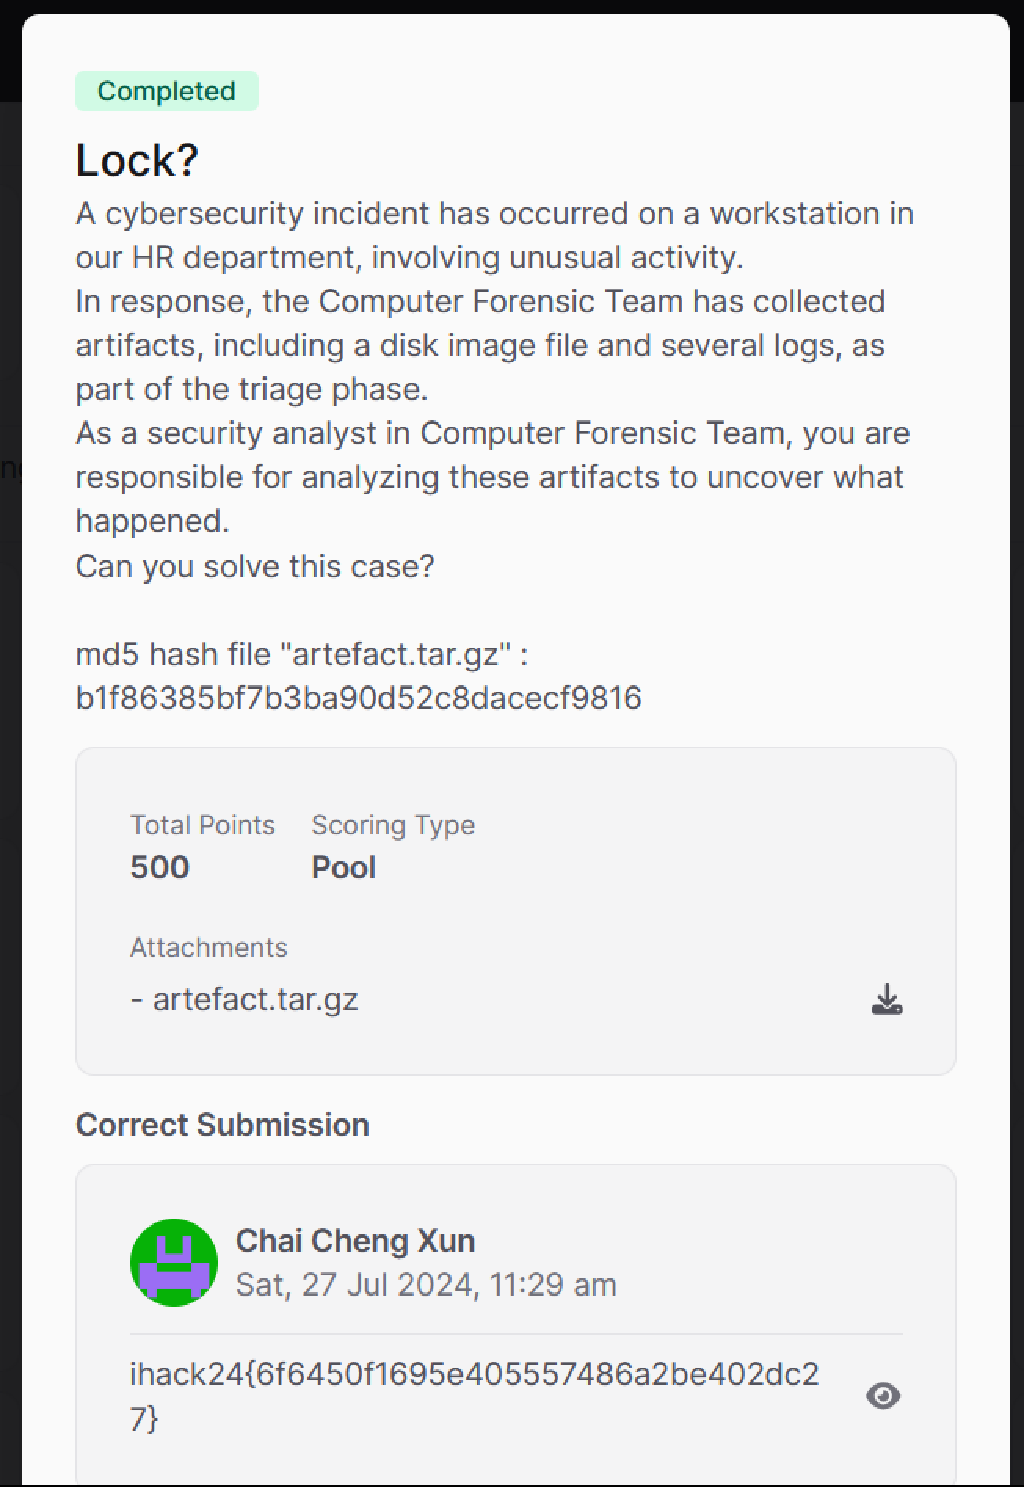 Completed
Lock?
A cybersecurity incident has occurred on a workstation in
our HR department, involving unusual activity.
In response, the Computer Forensic Team has collected
artifacts, including a disk image file and several logs, as
part of the triage phase.
As a security analyst in Computer Forensic Team, you are
responsible for analyzing these artifacts to uncover what
happened.
Can you solve this case?
md5 hash file "artefact.tar.gz" :
b1f86385bf7b3ba90d52c8dacecf9816
Total Points Scoring Type
500 Pool
Attachments
- artefact.tar.gz
Correct Submission
Chai Cheng Xun
Sat, 27 Jul 2024, 11:29 am
ihack24{6f6450f1695e405557486a2be402dc2
7}